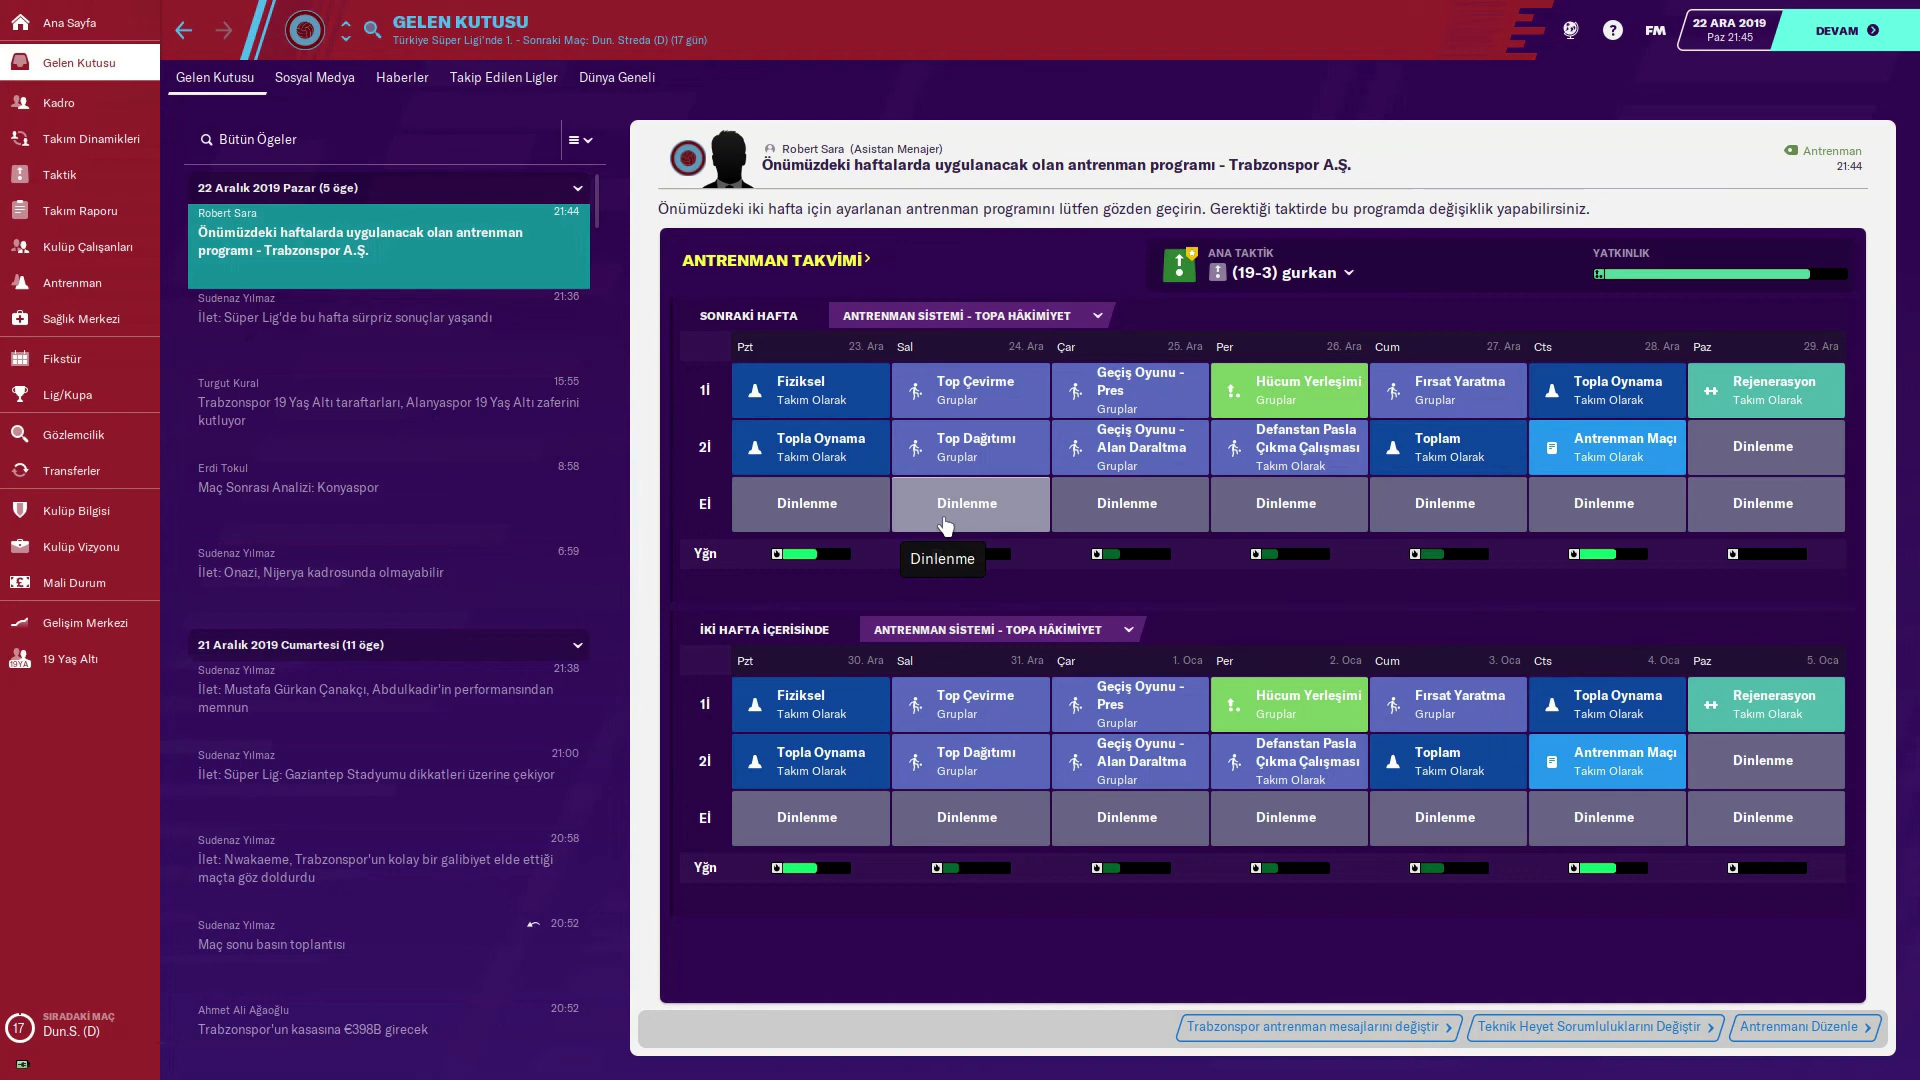 Ana Sayfa
Gelen Kutusu
Kadro
Takım Dinamikleri
Taktik
Takım Raporu
Kulüp Çalışanları
Antrenman
Sağlık Merkezi
Fikstür
Lig/Kupa
Gözlemcilik
Transferler
Kulüp Bilgisi
Kulüp Vizyonu
Mali Durum
Gelişim Merkezi
19YA
19 Yaş Altı
17
SIRADAKİ MAÇ
Dun.S. (D)
GELEN KUTUSU
Türkiye Süper Ligi'nde 1. - Sonraki Maç: Dun. Streda (D) (17 gün)
FM
22 ARA 2019
Paz 21:45
DEVAM
Gelen Kutusu
Sosyal Medya
Haberler
Takip Edilen Ligler
Dünya Geneli
Bütün Ögeler
22 Aralık 2019 Pazar (5 öge)
Robert Sara 21:44
Önümüzdeki haftalarda uygulanacak olan antrenman
programı - Trabzonspor A.Ş.
Sudenaz Yılmaz 21:36
İlet: Süper Lig'de bu hafta sürpriz sonuçlar yaşandı
Turgut Kural 15:55
Trabzonspor 19 Yaş Altı taraftarları, Alanyaspor 19 Yaş Altı zaferini
kutluyor
Erdi Tokul 8:58
Maç Sonrası Analizi: Konyaspor
Sudenaz Yılmaz 6:59
İlet: Onazi, Nijerya kadrosunda olmayabilir
21 Aralık 2019 Cumartesi (11 öge)
Sudenaz Yılmaz 21:38
İlet: Mustafa Gürkan Çanakçı, Abdulkadir'in performansından
memnun
Sudenaz Yılmaz 21:00
İlet: Süper Lig: Gaziantep Stadyumu dikkatleri üzerine çekiyor
Sudenaz Yılmaz 20:58
İlet: Nwakaeme, Trabzonspor'un kolay bir galibiyet elde ettiği
maçta göz doldurdu
Sudenaz Yılmaz 20:52
Maç sonu basın toplantısı
Ahmet Ali Ağaoğlu 20:52
Trabzonspor'un kasasına €398B girecek
Robert Sara (Asistan Menajer)
Önümüzdeki haftalarda uygulanacak olan antrenman programı - Trabzonspor A.Ş.
Antrenman
21:44
Önümüzdeki iki hafta için ayarlanan antrenman programını lütfen gözden geçirin. Gerektiği taktirde bu programda değişiklik yapabilirsiniz.
ANTRENMAN TAKVİMİ
ANA TAKTİK
(19-3) gurkan
YATKINLIK
SONRAKİ HAFTA
ANTRENMAN SİSTEMİ - TOPA HÂKİMİYET
Pzt 23. Ara Sal 24. Ara Çar 25. Ara Per 26. Ara Cum 27. Ara Cts 28. Ara Paz 29. Ara
1İ
Fiziksel
Takım Olarak
Top Çevirme
Gruplar
Geçiş Oyunu -
Pres
Gruplar
Hücum Yerleşimi
Gruplar
Fırsat Yaratma
Gruplar
Topla Oynama
Takım Olarak
Rejenerasyon
Takım Olarak
2İ
Topla Oynama
Takım Olarak
Top Dağıtımı
Gruplar
Geçiş Oyunu -
Alan Daraltma
Gruplar
Defanstan Pasla
Çıkma Çalışması
Takım Olarak
Toplam
Takım Olarak
Antrenman Maçı
Takım Olarak
Dinlenme
Eİ
Dinlenme Dinlenme Dinlenme Dinlenme Dinlenme Dinlenme Dinlenme
Yğn
Dinlenme
İKİ HAFTA İÇERİSİNDE
ANTRENMAN SİSTEMİ - TOPA HÂKİMİYET
Pzt 30. Ara Sal 31. Ara Çar 1. Oca Per 2. Oca Cum 3. Oca Cts 4. Oca Paz 5. Oca
1İ
Fiziksel
Takım Olarak
Top Çevirme
Gruplar
Geçiş Oyunu -
Pres
Gruplar
Hücum Yerleşimi
Gruplar
Fırsat Yaratma
Gruplar
Topla Oynama
Takım Olarak
Rejenerasyon
Takım Olarak
2İ
Topla Oynama
Takım Olarak
Top Dağıtımı
Gruplar
Geçiş Oyunu -
Alan Daraltma
Gruplar
Defanstan Pasla
Çıkma Çalışması
Takım Olarak
Toplam
Takım Olarak
Antrenman Maçı
Takım Olarak
Dinlenme
Eİ
Dinlenme Dinlenme Dinlenme Dinlenme Dinlenme Dinlenme Dinlenme
Yğn
Trabzonspor antrenman mesajlarını değiştir
Teknik Heyet Sorumluluklarını Değiştir
Antrenmanı Düzenle